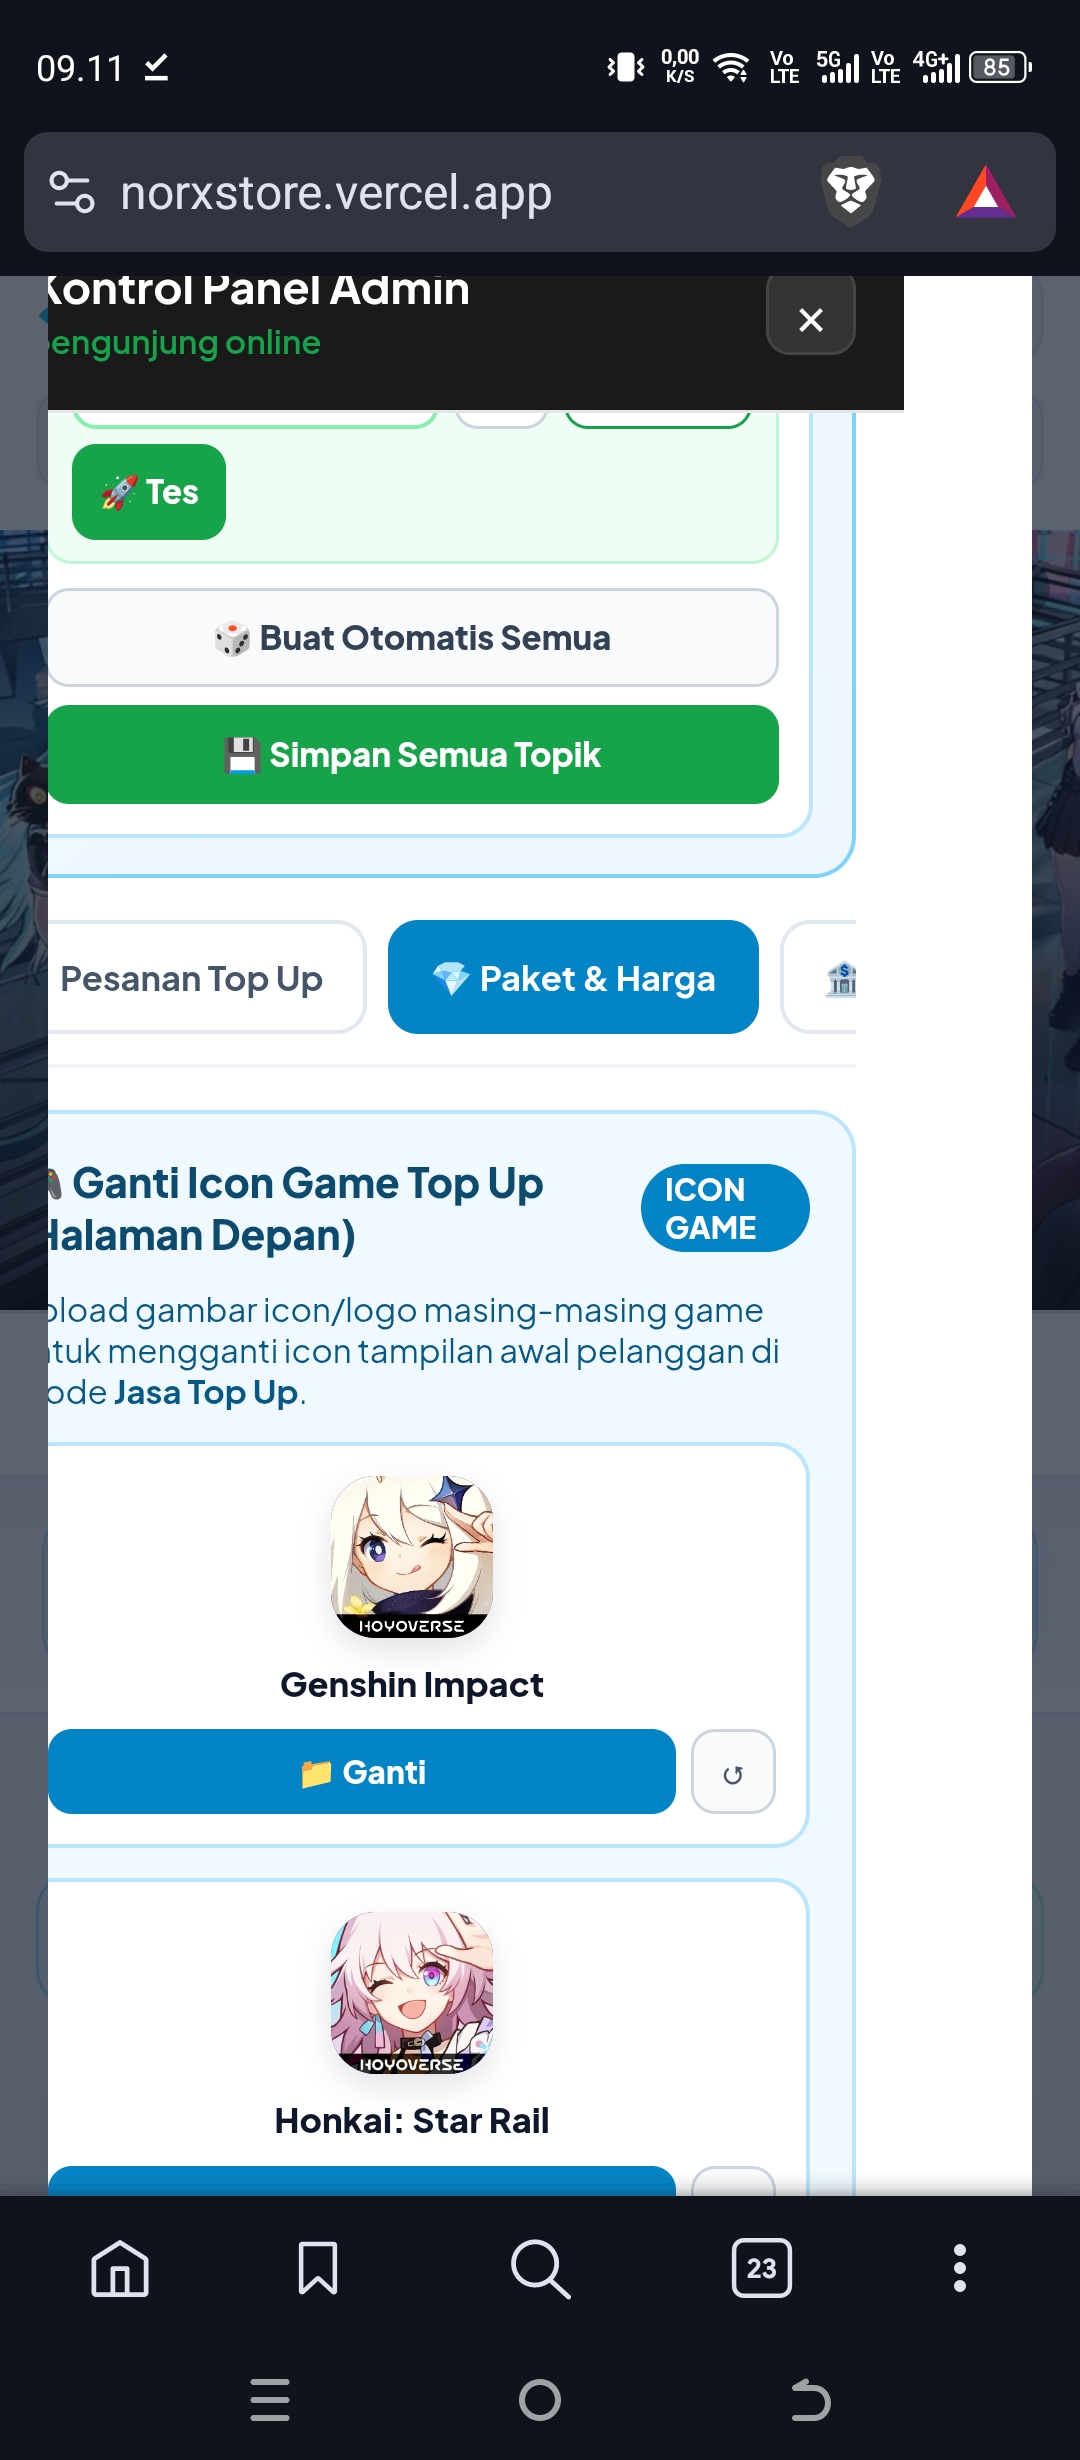 09.11
0,00
K/S
Vo
LTE
5G
Vo
LTE
4G+
85
norxstore.vercel.app
Kontrol Panel Admin
pengunjung online
×
🚀 Tes
🎲 Buat Otomatis Semua
💾 Simpan Semua Topik
Pesanan Top Up
💎 Paket & Harga
🏦
🎮 Ganti Icon Game Top Up
Halaman Depan)
ICON
GAME
pload gambar icon/logo masing-masing game
ntuk mengganti icon tampilan awal pelanggan di
ode Jasa Top Up.
HOYOVERSE
Genshin Impact
📁 Ganti
↺
HOYOVERSE
Honkai: Star Rail
23